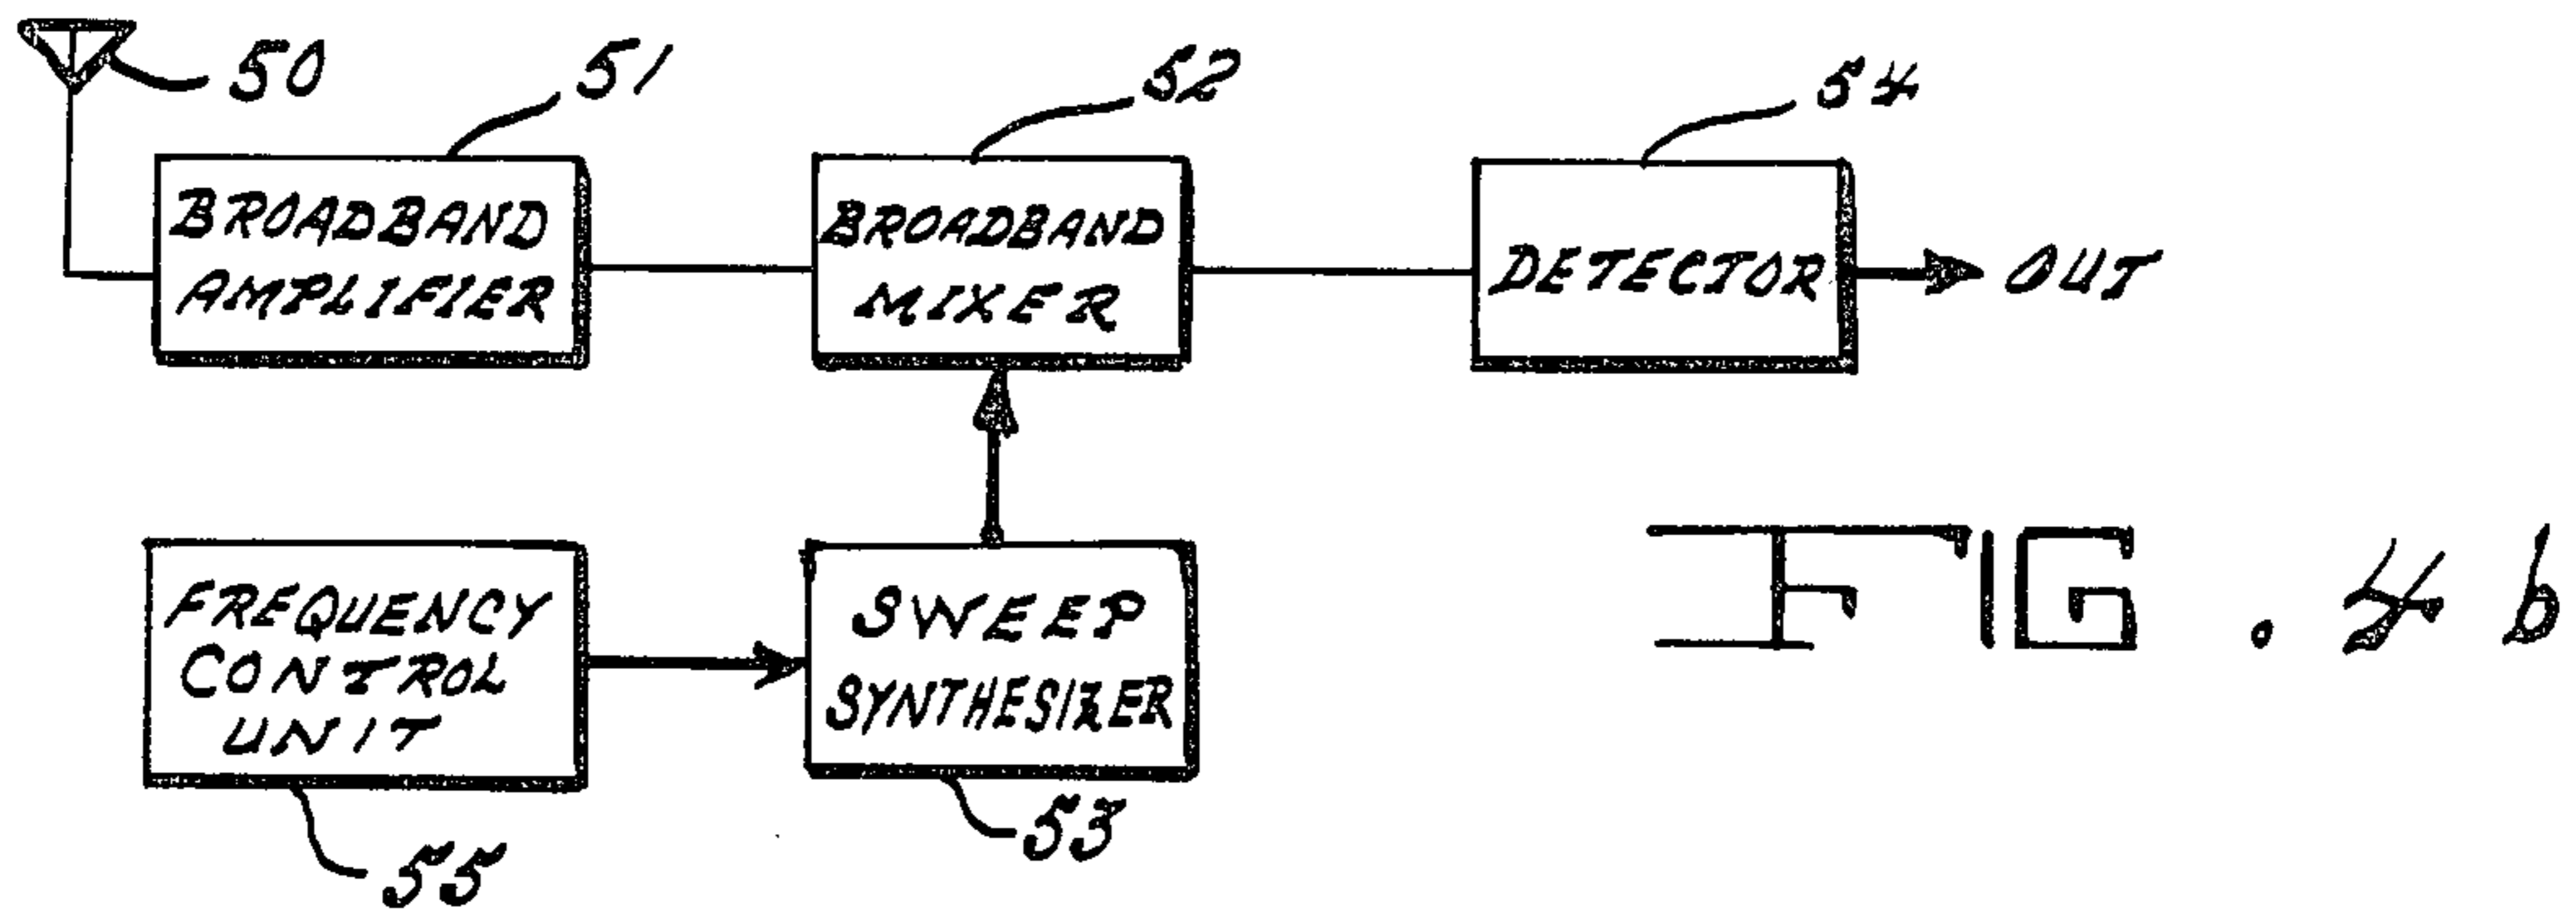 50
51
52
54
BROADBAND
AMPLIFIER
BROADBAND
MIXER
DETECTOR
OUT
FREQUENCY
CONTROL
UNIT
SWEEP
SYNTHESIZER
55
53
FIG. 4b